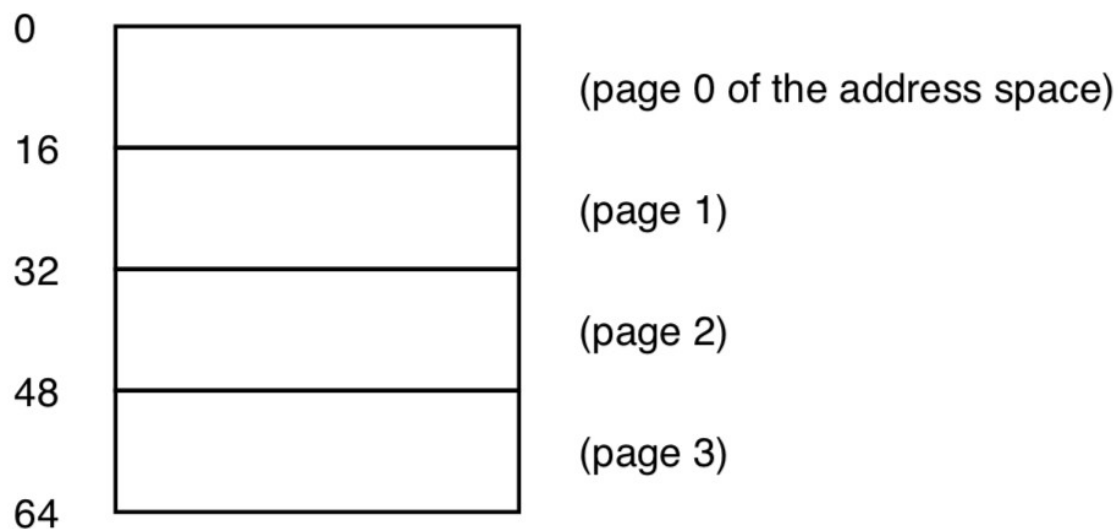 0
(page 0 of the address space)
16
(page 1)
32
(page 2)
48
(page 3)
64